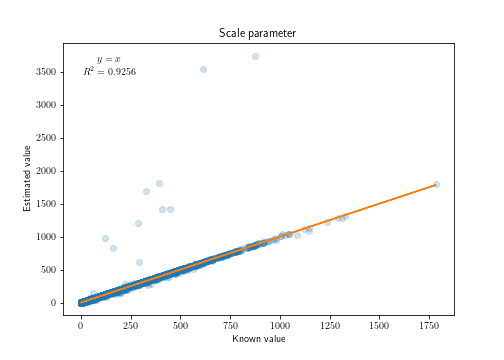 Scale parameter
y = x
R² = 0.9256
Estimated value
3500
3000
2500
2000
1500
1000
500
0
0 250 500 750 1000 1250 1500 1750
Known value